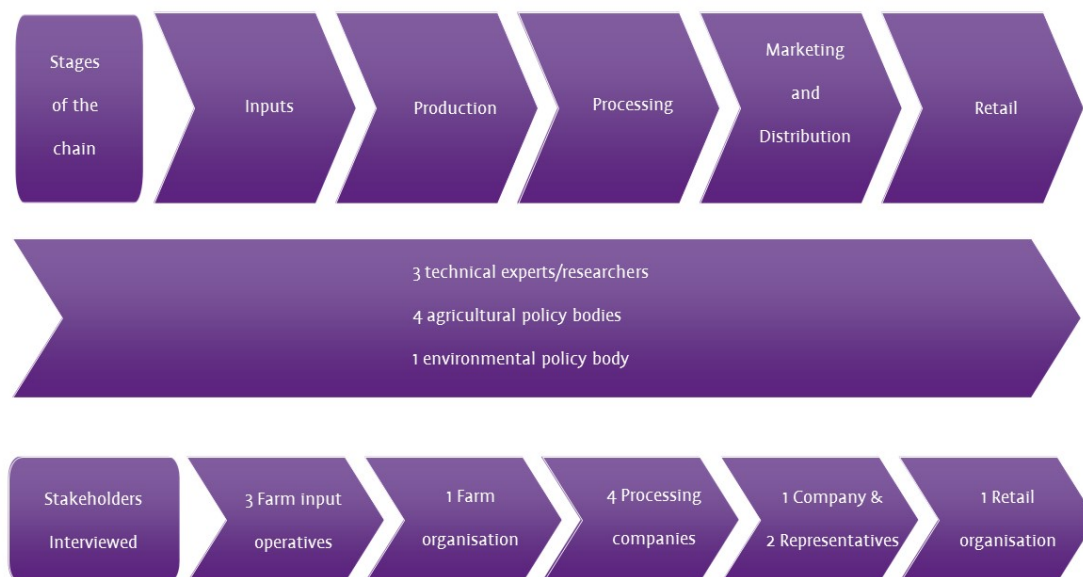 Stages
of the
chain
Inputs
Production
Processing
Marketing
and
Distribution
Retail
3 technical experts/researchers
4 agricultural policy bodies
1 environmental policy body
Stakeholders
Interviewed
3 Farm input
operatives
1 Farm
organisation
4 Processing
companies
1 Company &
2 Representatives
1 Retail
organisation